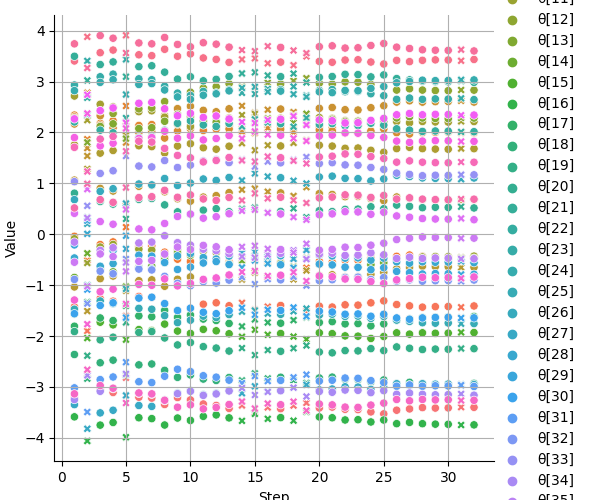 4
3
2
1
0
−1
−2
−3
−4
Value
0
5
10
15
20
25
30
Step
θ[11]
θ[12]
θ[13]
θ[14]
θ[15]
θ[16]
θ[17]
θ[18]
θ[19]
θ[20]
θ[21]
θ[22]
θ[23]
θ[24]
θ[25]
θ[26]
θ[27]
θ[28]
θ[29]
θ[30]
θ[31]
θ[32]
θ[33]
θ[34]
θ[35]